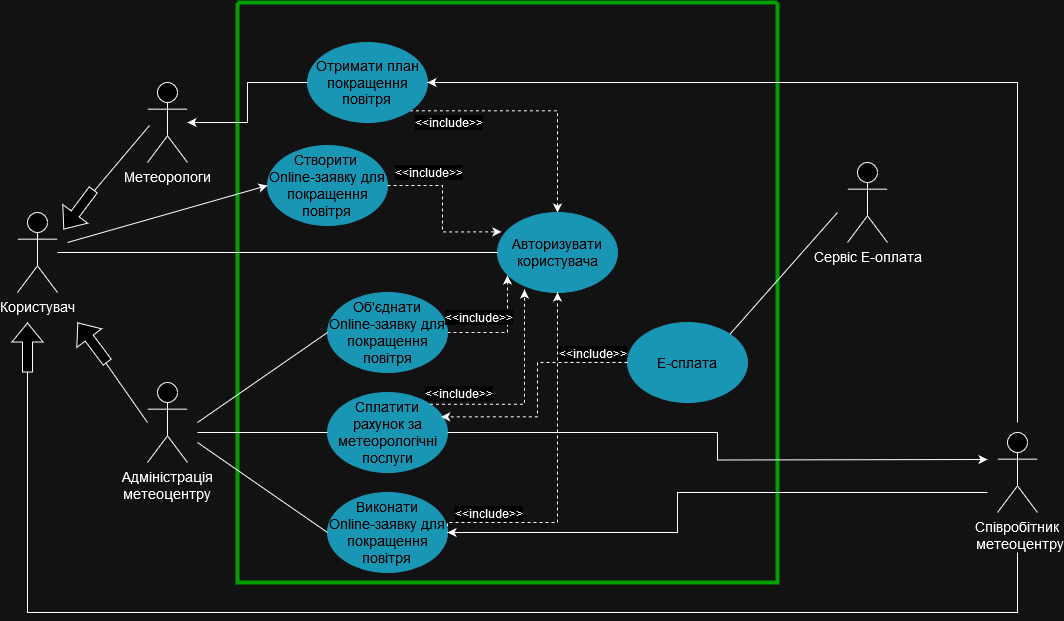 Отримати план
покращення
повітря
<<include>>
Метеорологи
Створити
Online-заявку для
покращення
повітря
<<include>>
Авторизувати
користувача
Сервіс Е-оплата
Користувач
Об'єднати
Online-заявку для
покращення
повітря
<<include>>
<<include>>
Е-сплата
<<include>>
Сплатити
рахунок за
метеорологічні
послуги
Адміністрація
метеоцентру
Виконати
Online-заявку для
покращення
повітря
<<include>>
Співробітник
метеоцентру